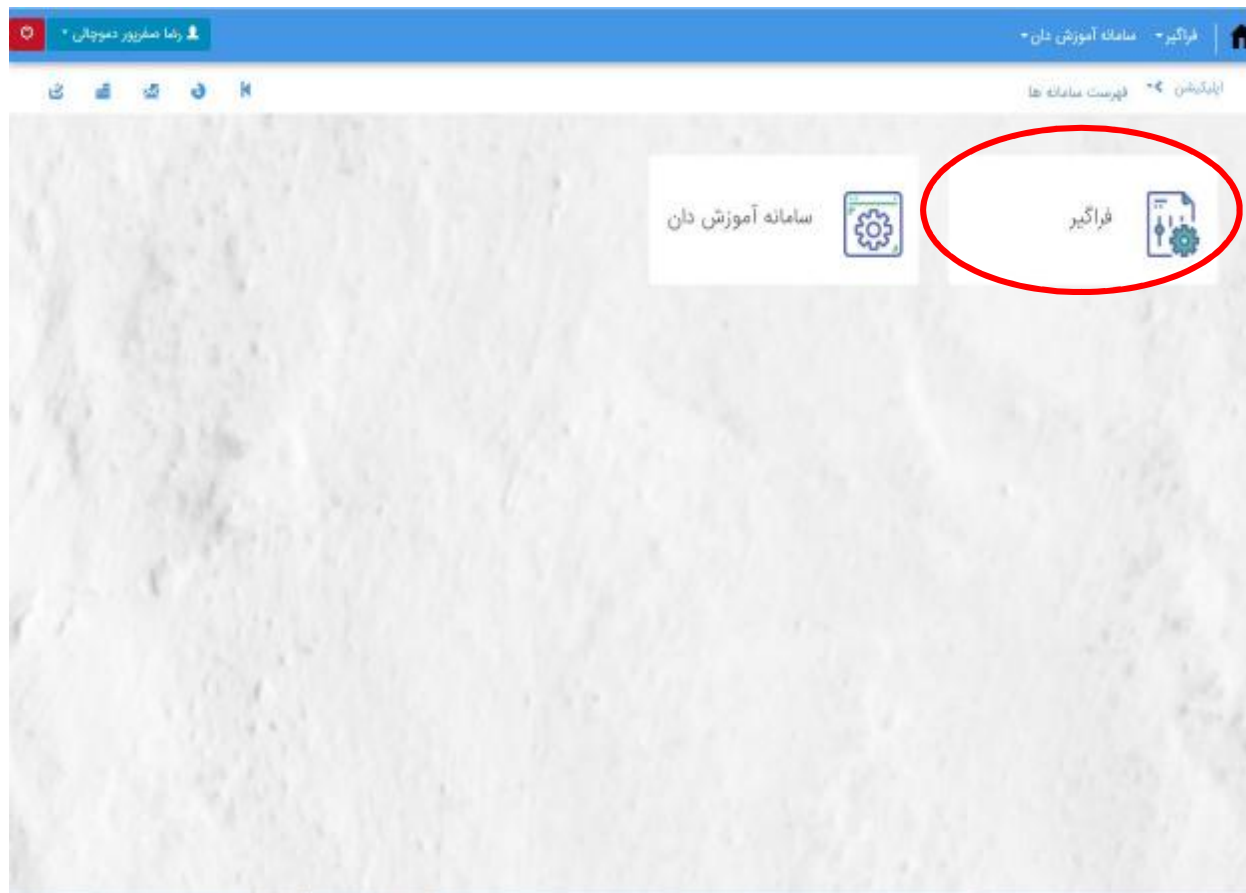 فراگیر سامانه آموزش دان
رضا صفرپور دموچالی
اپلیکیشن فهرست سامانه ها
فراگیر
سامانه آموزش دان